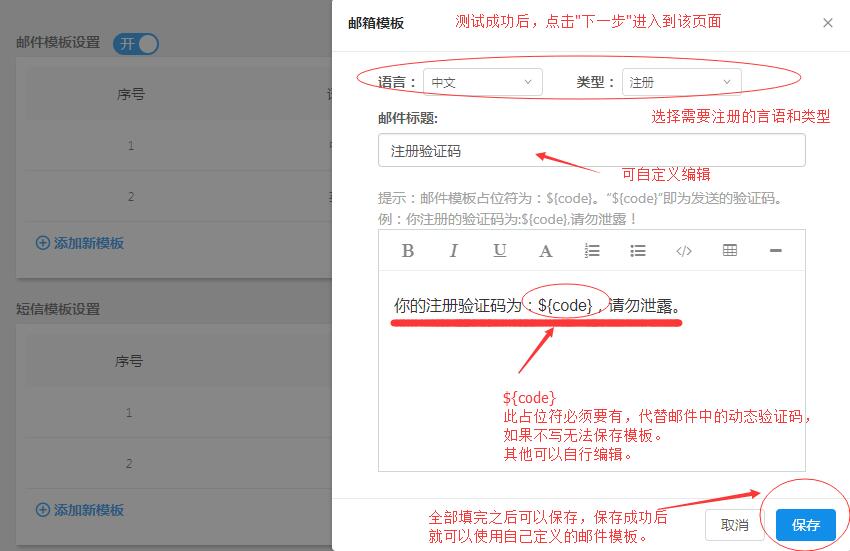 邮箱模板
测试成功后，点击"下一步"进入到该页面
邮件模板设置 开
语言： 中文 类型： 注册
序号
选择需要注册的言语和类型
邮件标题:
1
注册验证码
可自定义编辑
2
提示：邮件模板占位符为：${code}。“${code}”即为发送的验证码。
例：你注册的验证码为:${code},请勿泄露！
添加新模板
B I U A
你的注册验证码为：${code}，请勿泄露。
短信模板设置
序号
${code}
此占位符必须要有，代替邮件中的动态验证码，
如果不写无法保存模板。
其他可以自行编辑。
1
2
添加新模板
全部填完之后可以保存，保存成功后
就可以使用自己定义的邮件模板。
取消 保存